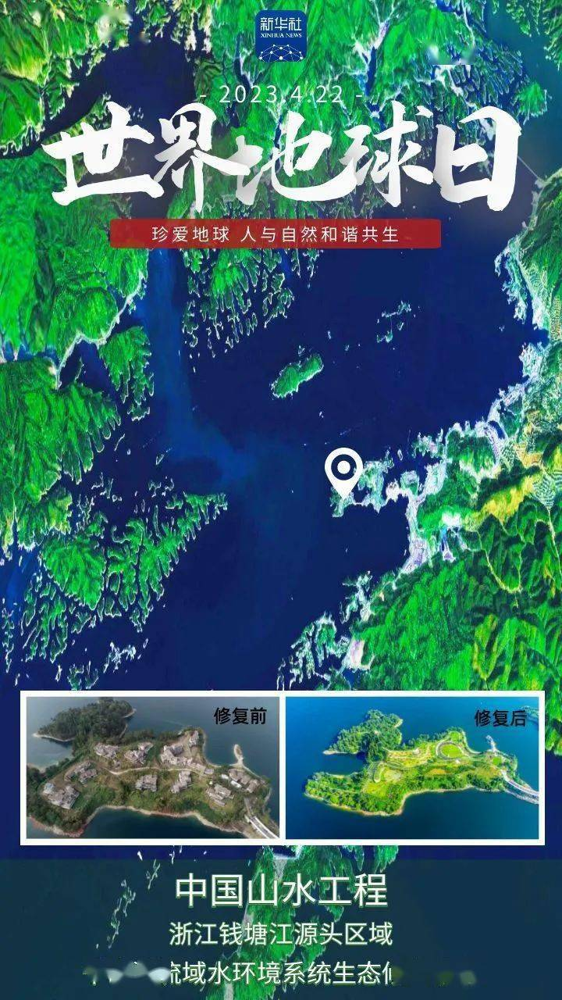 新华社
XINHUA NEWS
- 2023.4.22 -
世界地球日
珍爱地球 人与自然和谐共生
修复前
修复后
中国山水工程
浙江钱塘江源头区域
流域水环境系统生态